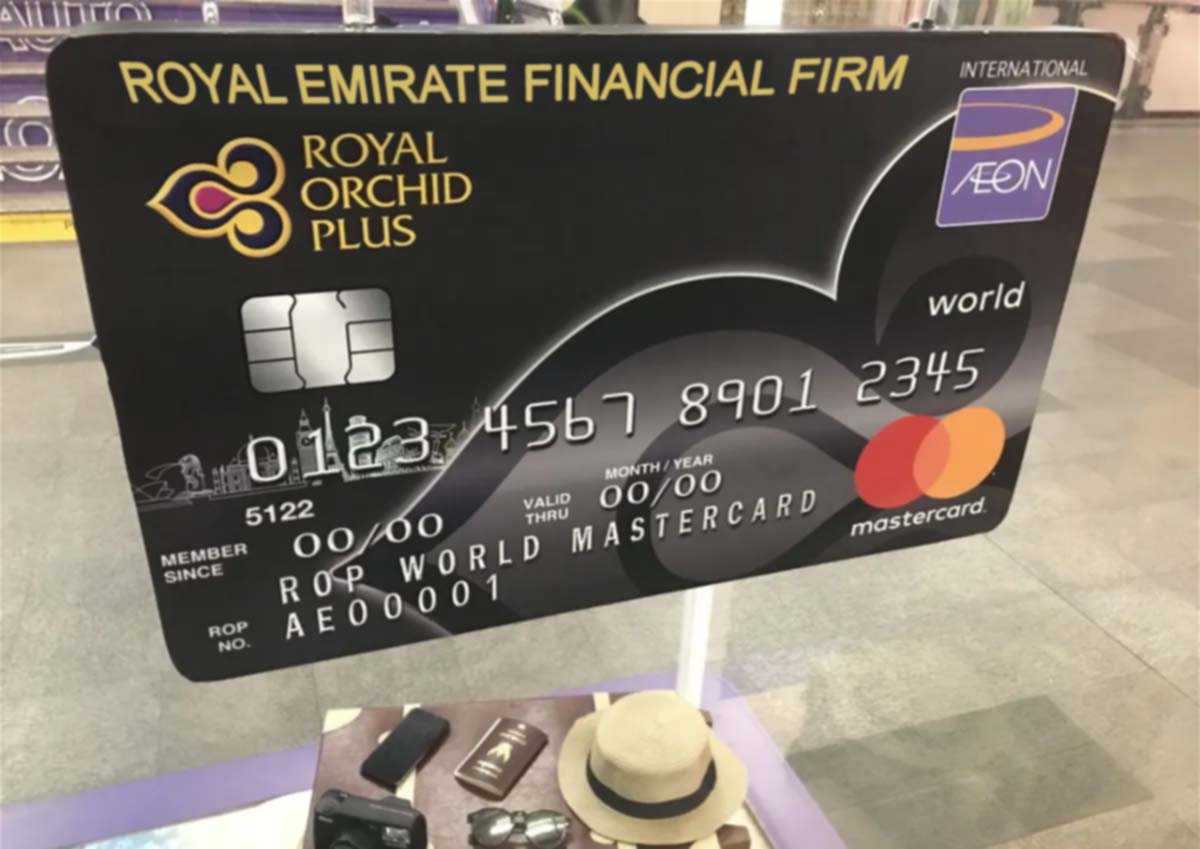 ROYAL EMIRATE FINANCIAL FIRM
INTERNATIONAL
ROYAL
ORCHID
PLUS
ÆON
world
0123 4567 8901 2345
5122
MONTH / YEAR
VALID
THRU
00/00
MEMBER
SINCE
00/00
ROP WORLD MASTERCARD
mastercard.
ROP
NO.
AE00001